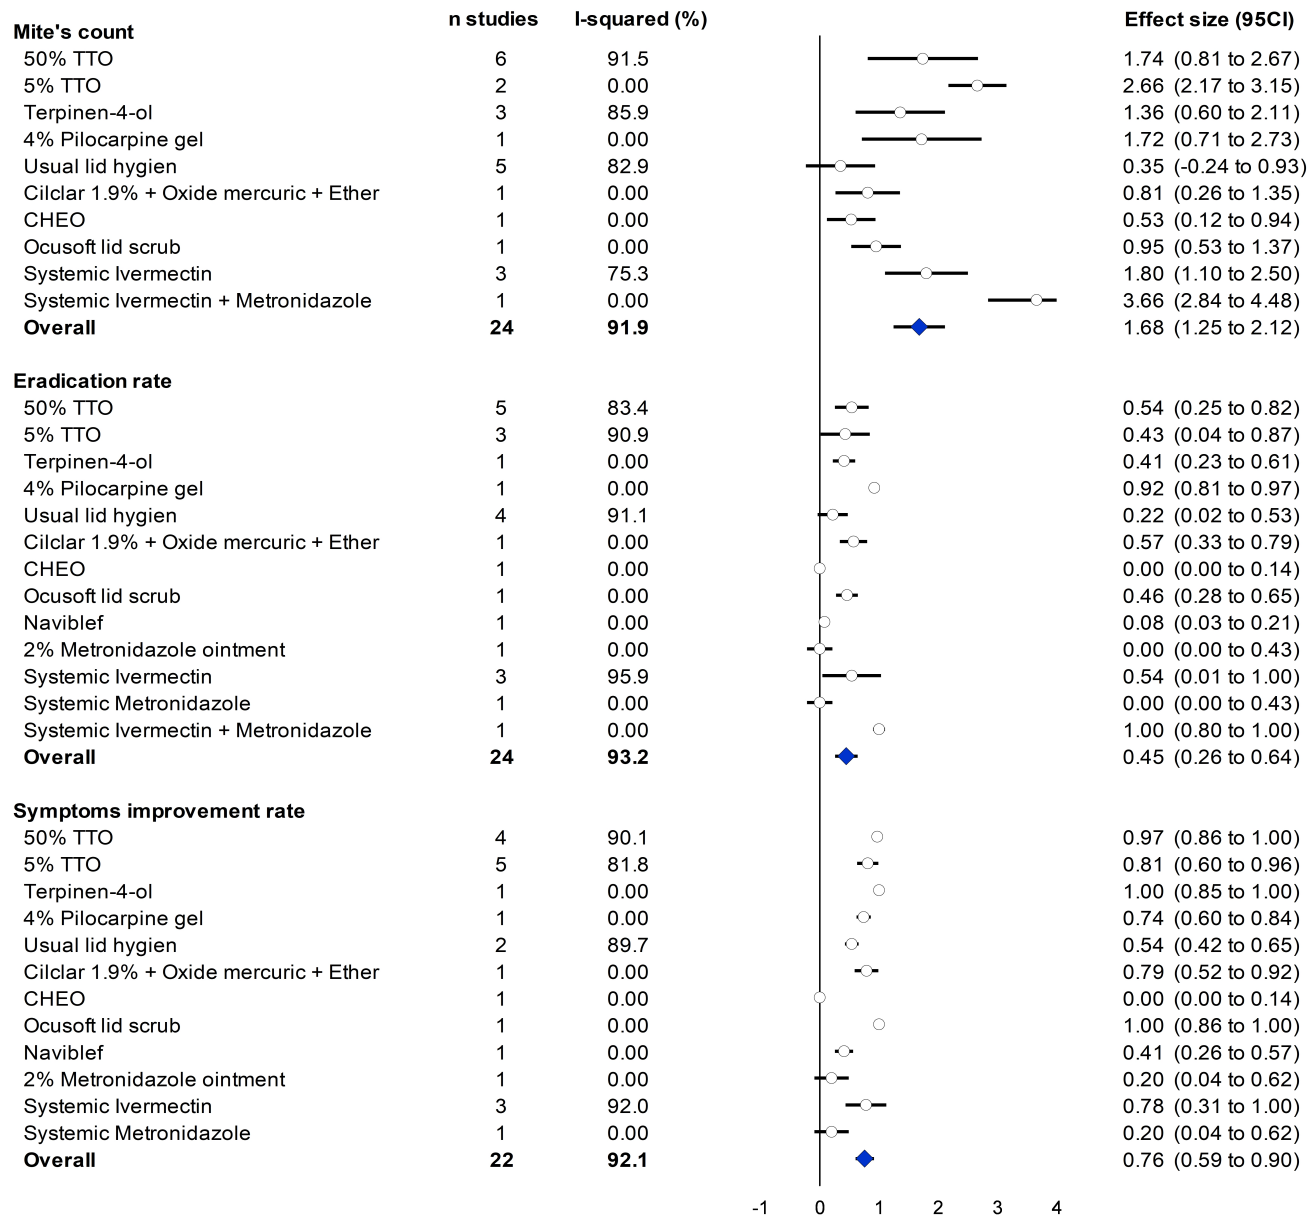 n studies I-squared (%) Effect size (95CI)
Mite's count
50% TTO 6 91.5 1.74 (0.81 to 2.67)
5% TTO 2 0.00 2.66 (2.17 to 3.15)
Terpinen-4-ol 3 85.9 1.36 (0.60 to 2.11)
4% Pilocarpine gel 1 0.00 1.72 (0.71 to 2.73)
Usual lid hygien 5 82.9 0.35 (-0.24 to 0.93)
Cilclar 1.9% + Oxide mercuric + Ether 1 0.00 0.81 (0.26 to 1.35)
CHEO 1 0.00 0.53 (0.12 to 0.94)
Ocusoft lid scrub 1 0.00 0.95 (0.53 to 1.37)
Systemic Ivermectin 3 75.3 1.80 (1.10 to 2.50)
Systemic Ivermectin + Metronidazole 1 0.00 3.66 (2.84 to 4.48)
Overall 24 91.9 1.68 (1.25 to 2.12)
Eradication rate
50% TTO 5 83.4 0.54 (0.25 to 0.82)
5% TTO 3 90.9 0.43 (0.04 to 0.87)
Terpinen-4-ol 1 0.00 0.41 (0.23 to 0.61)
4% Pilocarpine gel 1 0.00 0.92 (0.81 to 0.97)
Usual lid hygien 4 91.1 0.22 (0.02 to 0.53)
Cilclar 1.9% + Oxide mercuric + Ether 1 0.00 0.57 (0.33 to 0.79)
CHEO 1 0.00 0.00 (0.00 to 0.14)
Ocusoft lid scrub 1 0.00 0.46 (0.28 to 0.65)
Naviblef 1 0.00 0.08 (0.03 to 0.21)
2% Metronidazole ointment 1 0.00 0.00 (0.00 to 0.43)
Systemic Ivermectin 3 95.9 0.54 (0.01 to 1.00)
Systemic Metronidazole 1 0.00 0.00 (0.00 to 0.43)
Systemic Ivermectin + Metronidazole 1 0.00 1.00 (0.80 to 1.00)
Overall 24 93.2 0.45 (0.26 to 0.64)
Symptoms improvement rate
50% TTO 4 90.1 0.97 (0.86 to 1.00)
5% TTO 5 81.8 0.81 (0.60 to 0.96)
Terpinen-4-ol 1 0.00 1.00 (0.85 to 1.00)
4% Pilocarpine gel 1 0.00 0.74 (0.60 to 0.84)
Usual lid hygien 2 89.7 0.54 (0.42 to 0.65)
Cilclar 1.9% + Oxide mercuric + Ether 1 0.00 0.79 (0.52 to 0.92)
CHEO 1 0.00 0.00 (0.00 to 0.14)
Ocusoft lid scrub 1 0.00 1.00 (0.86 to 1.00)
Naviblef 1 0.00 0.41 (0.26 to 0.57)
2% Metronidazole ointment 1 0.00 0.20 (0.04 to 0.62)
Systemic Ivermectin 3 92.0 0.78 (0.31 to 1.00)
Systemic Metronidazole 1 0.00 0.20 (0.04 to 0.62)
Overall 22 92.1 0.76 (0.59 to 0.90)
-1 0 1 2 3 4